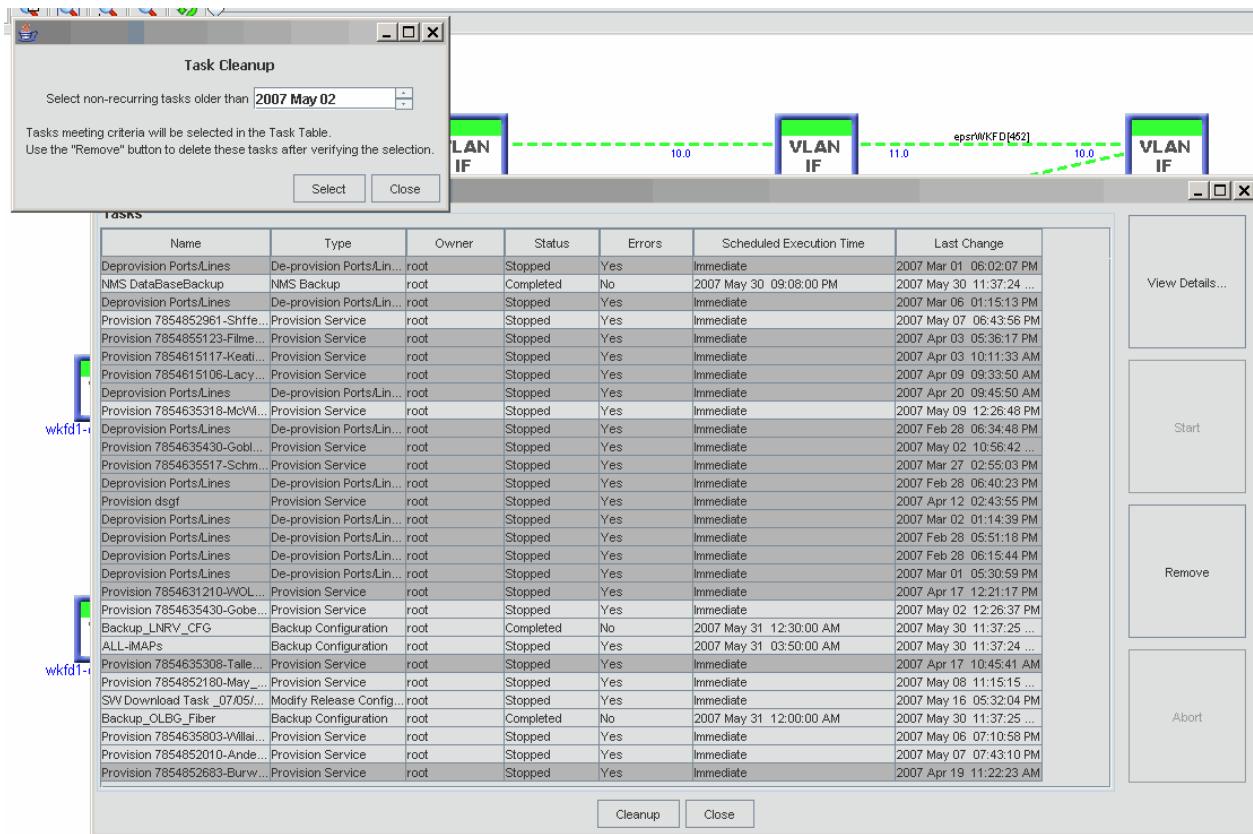 Task Cleanup
Select non-recurring tasks older than 2007 May 02
Tasks meeting criteria will be selected in the Task Table.
Use the "Remove" button to delete these tasks after verifying the selection.
Select Close
VLAN IF
10.0
VLAN IF
11.0
epsrWKFD[452]
10.0
VLAN IF
Tasks
Name Type Owner Status Errors Scheduled Execution Time Last Change
Deprovision Ports/Lines De-provision Ports/Lin... root Stopped Yes Immediate 2007 Mar 01 06:02:07 PM
NMS DataBaseBackup NMS Backup root Completed No 2007 May 30 09:08:00 PM 2007 May 30 11:37:24 ...
Deprovision Ports/Lines De-provision Ports/Lin... root Stopped Yes Immediate 2007 Mar 06 01:15:13 PM
Provision 7854852961-Shffe... Provision Service root Stopped Yes Immediate 2007 May 07 06:43:56 PM
Provision 7854855123-Filme... Provision Service root Stopped Yes Immediate 2007 Apr 03 05:36:17 PM
Provision 7854615117-Keati... Provision Service root Stopped Yes Immediate 2007 Apr 03 10:11:33 AM
Provision 7854615106-Lacy... Provision Service root Stopped Yes Immediate 2007 Apr 09 09:33:50 AM
Deprovision Ports/Lines De-provision Ports/Lin... root Stopped Yes Immediate 2007 Apr 20 09:45:50 AM
Provision 7854635318-McWi... Provision Service root Stopped Yes Immediate 2007 May 09 12:26:48 PM
Deprovision Ports/Lines De-provision Ports/Lin... root Stopped Yes Immediate 2007 Feb 28 06:34:48 PM
Provision 7854635430-Gobl... Provision Service root Stopped Yes Immediate 2007 May 02 10:56:42 ...
Provision 7854635517-Schm... Provision Service root Stopped Yes Immediate 2007 Mar 27 02:55:03 PM
Deprovision Ports/Lines De-provision Ports/Lin... root Stopped Yes Immediate 2007 Feb 28 06:40:23 PM
Provision dsgf Provision Service root Stopped Yes Immediate 2007 Apr 12 02:43:55 PM
Deprovision Ports/Lines De-provision Ports/Lin... root Stopped Yes Immediate 2007 Mar 02 01:14:39 PM
Deprovision Ports/Lines De-provision Ports/Lin... root Stopped Yes Immediate 2007 Feb 28 05:51:18 PM
Deprovision Ports/Lines De-provision Ports/Lin... root Stopped Yes Immediate 2007 Feb 28 06:15:44 PM
Deprovision Ports/Lines De-provision Ports/Lin... root Stopped Yes Immediate 2007 Mar 01 05:30:59 PM
Provision 7854631210-WOL... Provision Service root Stopped Yes Immediate 2007 Apr 17 12:21:17 PM
Provision 7854635430-Gobe... Provision Service root Stopped Yes Immediate 2007 May 02 12:26:37 PM
Backup_LNRV_CFG Backup Configuration root Completed No 2007 May 31 12:30:00 AM 2007 May 30 11:37:25 ...
ALL-iMAPs Backup Configuration root Stopped Yes 2007 May 31 03:50:00 AM 2007 May 30 11:37:24 ...
Provision 7854635308-Talle... Provision Service root Stopped Yes Immediate 2007 Apr 17 10:45:41 AM
Provision 7854852180-May_... Provision Service root Stopped Yes Immediate 2007 May 08 11:15:15 ...
SW Download Task _07/05/... Modify Release Config... root Stopped Yes Immediate 2007 May 16 05:32:04 PM
Backup_OLBG_Fiber Backup Configuration root Completed No 2007 May 31 12:00:00 AM 2007 May 30 11:37:25 ...
Provision 7854635803-Willai... Provision Service root Stopped Yes Immediate 2007 May 06 07:10:58 PM
Provision 7854852010-Ande... Provision Service root Stopped Yes Immediate 2007 May 07 07:43:10 PM
Provision 7854852683-Burw... Provision Service root Stopped Yes Immediate 2007 Apr 19 11:22:23 AM
View Details...
Start
Remove
Abort
wkfd1-
wkfd1-
Cleanup Close